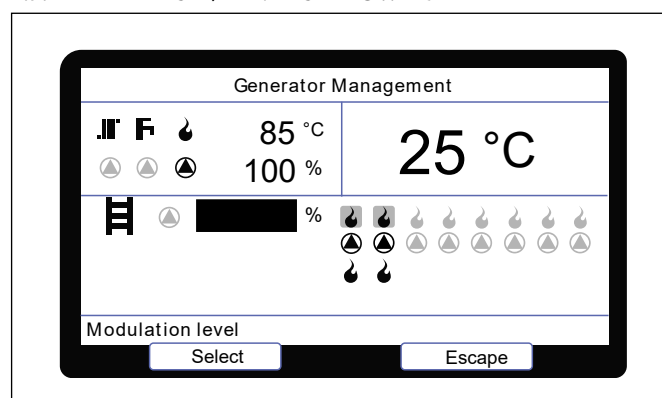 Generator Management
85 °C
100 %
25 °C
%
Modulation level
Select
Escape